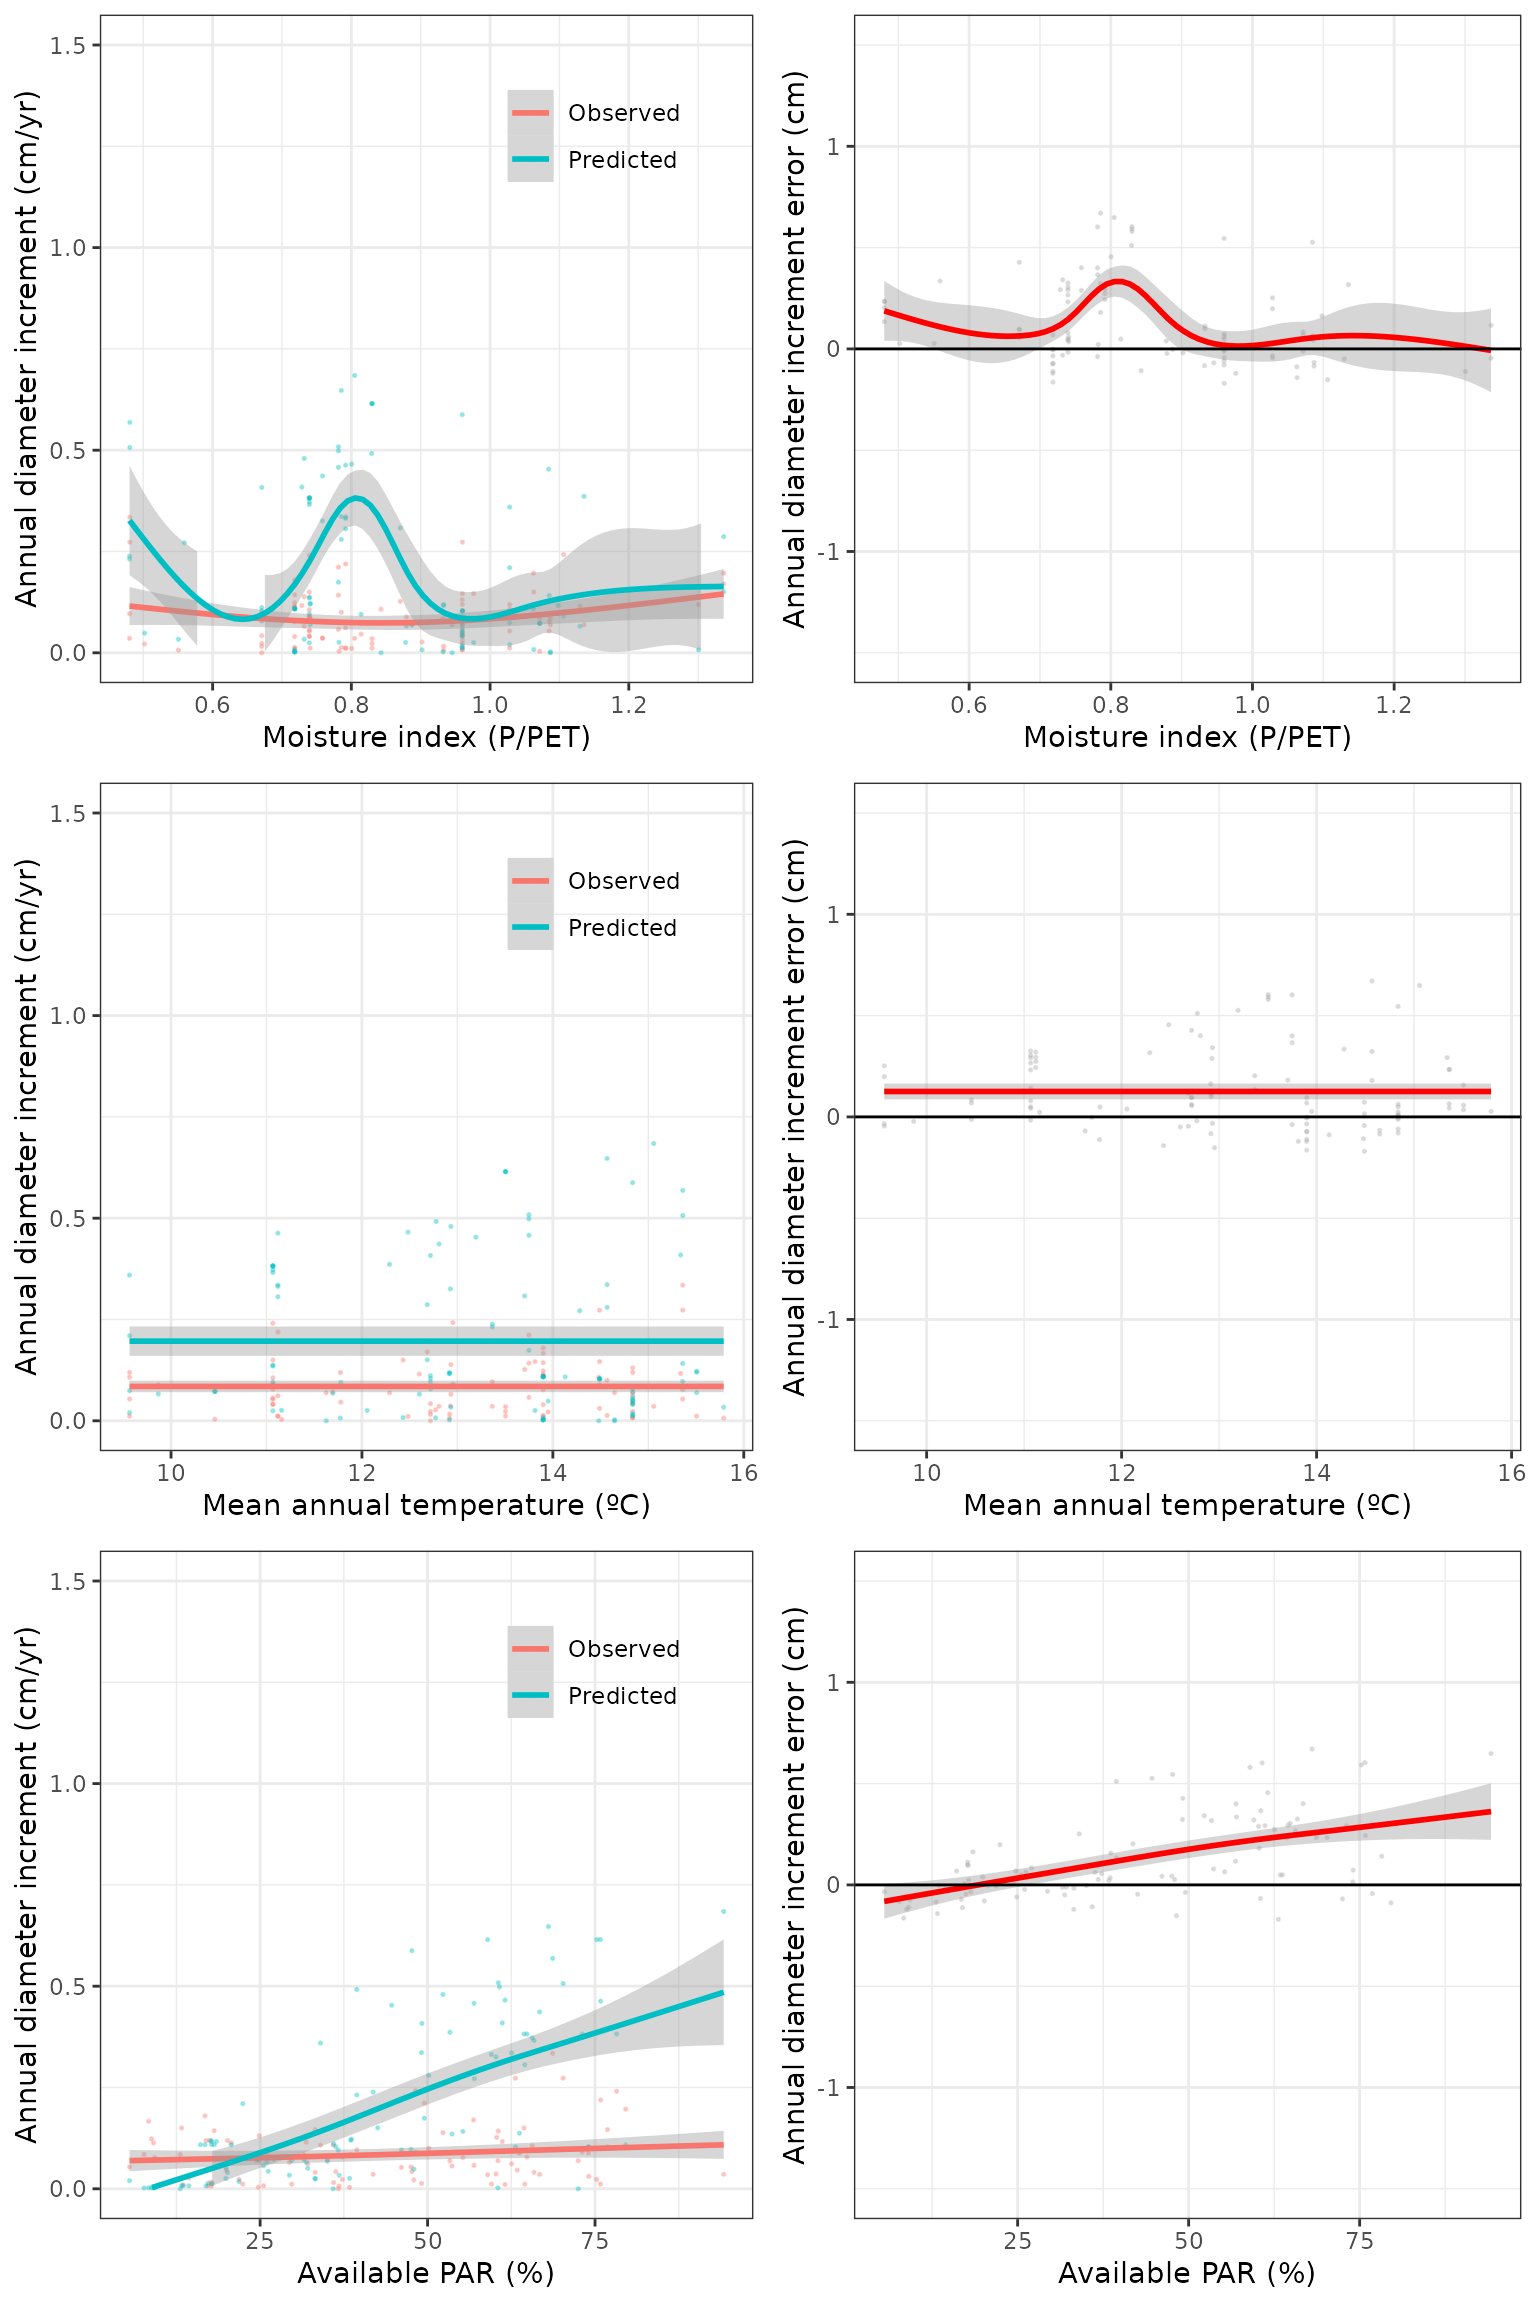 Annual diameter increment (cm/yr)
1.5
1.0
0.5
0.0
Observed
Predicted
0.6 0.8 1.0 1.2
Moisture index (P/PET)
Annual diameter increment error (cm)
1
0
-1
0.6 0.8 1.0 1.2
Moisture index (P/PET)
Annual diameter increment (cm/yr)
1.5
1.0
0.5
0.0
Observed
Predicted
10 12 14 16
Mean annual temperature (ºC)
Annual diameter increment error (cm)
1
0
-1
10 12 14 16
Mean annual temperature (ºC)
Annual diameter increment (cm/yr)
1.5
1.0
0.5
0.0
Observed
Predicted
25 50 75
Available PAR (%)
Annual diameter increment error (cm)
1
0
-1
25 50 75
Available PAR (%)